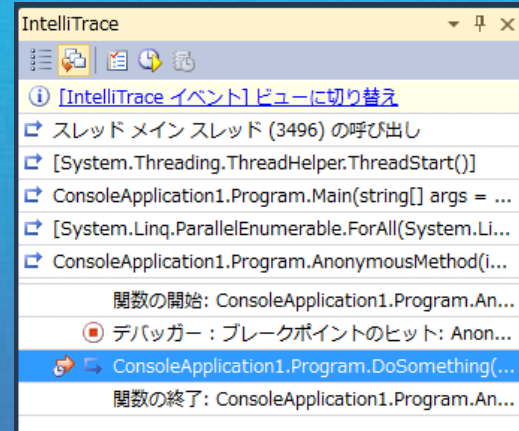 IntelliTrace
[IntelliTrace イベント] ビューに切り替え
スレッド メイン スレッド (3496) の呼び出し
[System.Threading.ThreadHelper.ThreadStart()]
ConsoleApplication1.Program.Main(string[] args = ...
[System.Linq.ParallelEnumerable.ForAll(System.Li...
ConsoleApplication1.Program.AnonymousMethod(i...
関数の開始: ConsoleApplication1.Program.An...
デバッガー：ブレークポイントのヒット: Anon...
ConsoleApplication1.Program.DoSomething(...
関数の終了: ConsoleApplication1.Program.An...